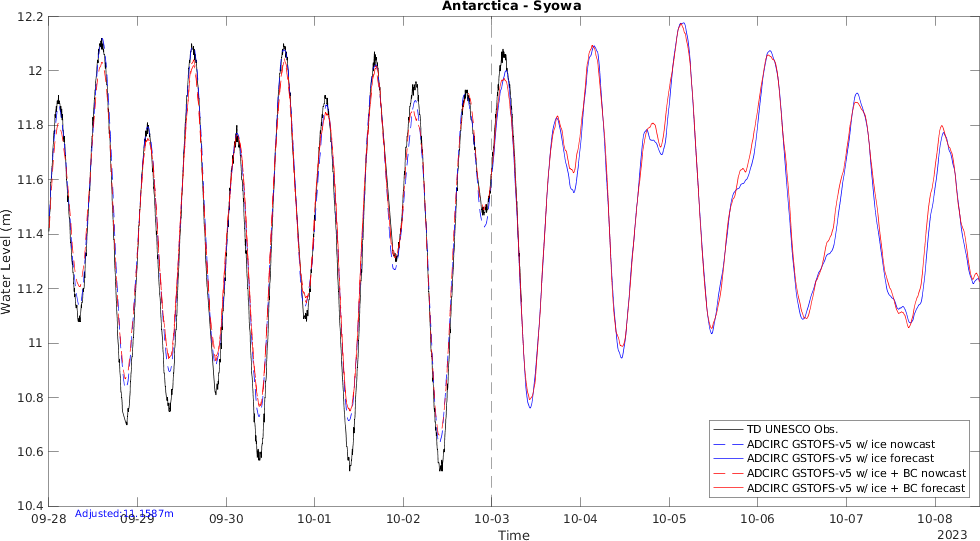 Antarctica - Syowa
12.2
12
11.8
11.6
11.4
11.2
11
10.8
10.6
10.4
Water Level (m)
TD UNESCO Obs.
ADCIRC GSTOFS-v5 w/ ice nowcast
ADCIRC GSTOFS-v5 w/ ice forecast
ADCIRC GSTOFS-v5 w/ ice + BC nowcast
ADCIRC GSTOFS-v5 w/ ice + BC forecast
Adjusted:11.1587m
09-28 09-29 09-30 10-01 10-02 10-03 10-04 10-05 10-06 10-07 10-08
Time
2023